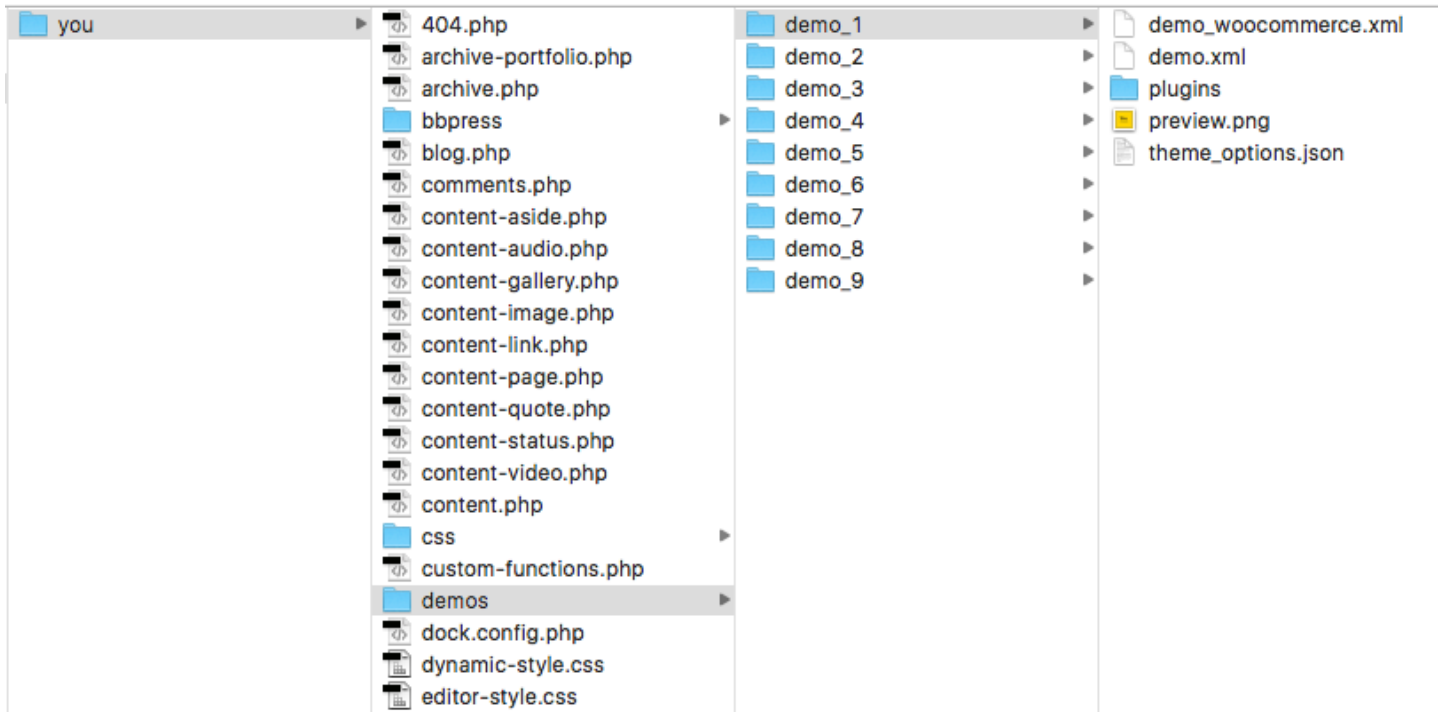 you
404.php
archive-portfolio.php
archive.php
bbpress
blog.php
comments.php
content-aside.php
content-audio.php
content-gallery.php
content-image.php
content-link.php
content-page.php
content-quote.php
content-status.php
content-video.php
content.php
css
custom-functions.php
demos
dock.config.php
dynamic-style.css
editor-style.css
demo_1
demo_2
demo_3
demo_4
demo_5
demo_6
demo_7
demo_8
demo_9
demo_woocommerce.xml
demo.xml
plugins
preview.png
theme_options.json